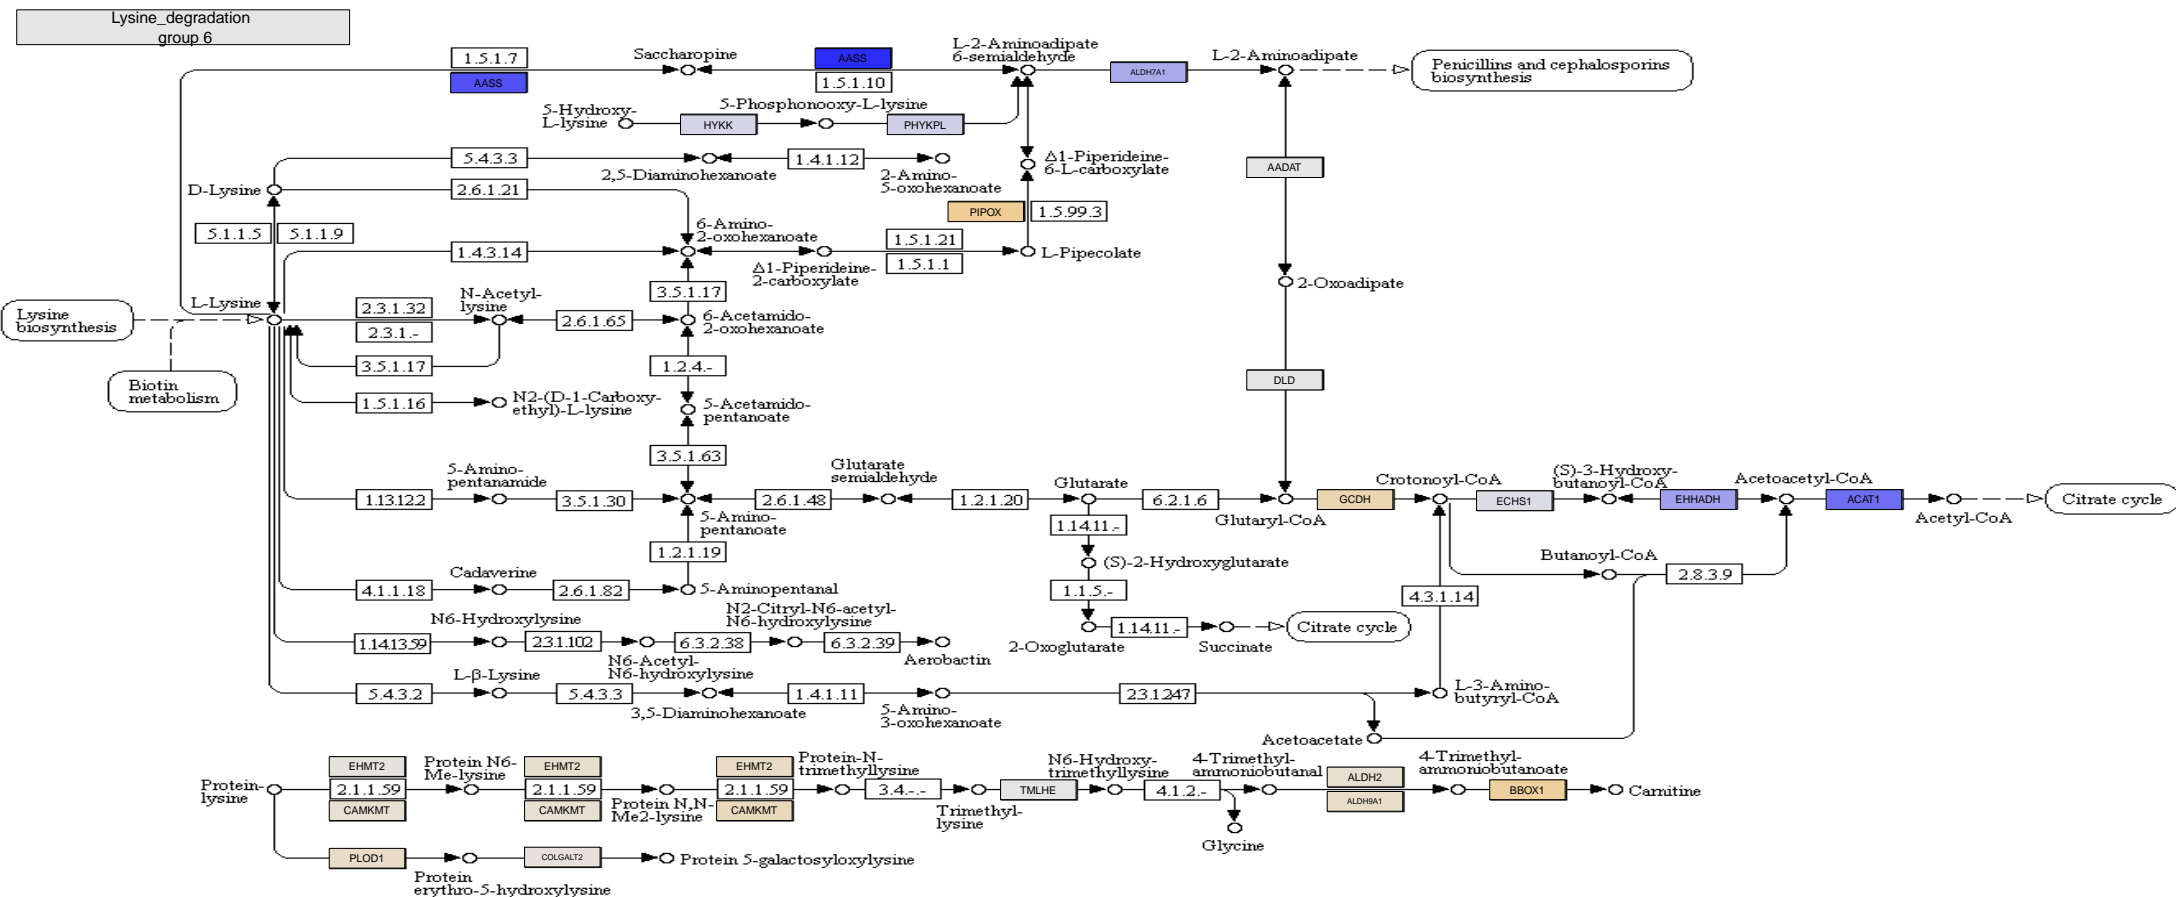 Lysine_degradation
group 6
1.5.1.7
AASS
Saccharopine
AASS
1.5.1.10
L-2-Aminoadipate
6-semialdehyde
ALDH7A1
L-2-Aminoadipate
Penicillins and cephalosporins
biosynthesis
5-Hydroxy-
L-lysine
HYKK
5-Phosphonooxy-L-lysine
PHYKPL
5.4.3.3
2,5-Diaminohexanoate
1.4.1.12
2-Amino-
5-oxohexanoate
Δ1-Piperideine-
6-L-carboxylate
AADAT
D-Lysine
2.6.1.21
PIPOX
1.5.99.3
5.1.1.5
5.1.1.9
6-Amino-
2-oxohexanoate
1.4.3.14
Δ1-Piperideine-
2-carboxylate
1.5.1.21
1.5.1.1
L-Pipecolate
2-Oxoadipate
Lysine
biosynthesis
L-Lysine
2.3.1.32
2.3.1.-
N-Acetyl-
lysine
2.6.1.65
3.5.1.17
6-Acetamido-
2-oxohexanoate
3.5.1.17
1.2.4.-
Biotin
metabolism
1.5.1.16
N2-(D-1-Carboxy-
ethyl)-L-lysine
5-Acetamido-
pentanoate
DLD
3.5.1.63
5-Amino-
pentanamide
1.13.12.2
3.5.1.30
5-Amino-
pentanoate
2.6.1.48
Glutarate
semialdehyde
1.2.1.20
Glutarate
6.2.1.6
Glutaryl-CoA
GCDH
Crotonoyl-CoA
ECHS1
(S)-3-Hydroxy-
butanoyl-CoA
EHHADH
Acetoacetyl-CoA
ACAT1
Acetyl-CoA
Citrate cycle
1.14.11.-
(S)-2-Hydroxyglutarate
1.1.5.-
2-Oxoglutarate
1.14.11.-
Succinate
Citrate cycle
1.2.1.19
4.1.1.18
Cadaverine
2.6.1.82
5-Aminopentanal
Butanoyl-CoA
2.8.3.9
4.3.1.14
N6-Hydroxylysine
1.14.13.59
2.3.1.102
N6-Acetyl-
N6-hydroxylysine
6.3.2.38
N2-Citryl-N6-acetyl-
N6-hydroxylysine
6.3.2.39
Aerobactin
L-β-Lysine
5.4.3.2
5.4.3.3
3,5-Diaminohexanoate
1.4.1.11
5-Amino-
3-oxohexanoate
2.3.1.247
L-3-Amino-
butyryl-CoA
Acetoacetate
Protein-
lysine
EHMT2
2.1.1.59
CAMKMT
Protein N6-
Me-lysine
EHMT2
2.1.1.59
CAMKMT
Protein N,N-
Me2-lysine
EHMT2
2.1.1.59
CAMKMT
Protein-N-
trimethyllysine
3.4.-.-
Trimethyl-
lysine
TMLHE
N6-Hydroxy-
trimethyllysine
4.1.2.-
Glycine
4-Trimethyl-
ammoniobutanal
ALDH2
ALDH9A1
4-Trimethyl-
ammoniobutanoate
BBOX1
Carnitine
PLOD1
Protein
erythro-5-hydroxylysine
COLGALT2
Protein 5-galactosyloxylysine